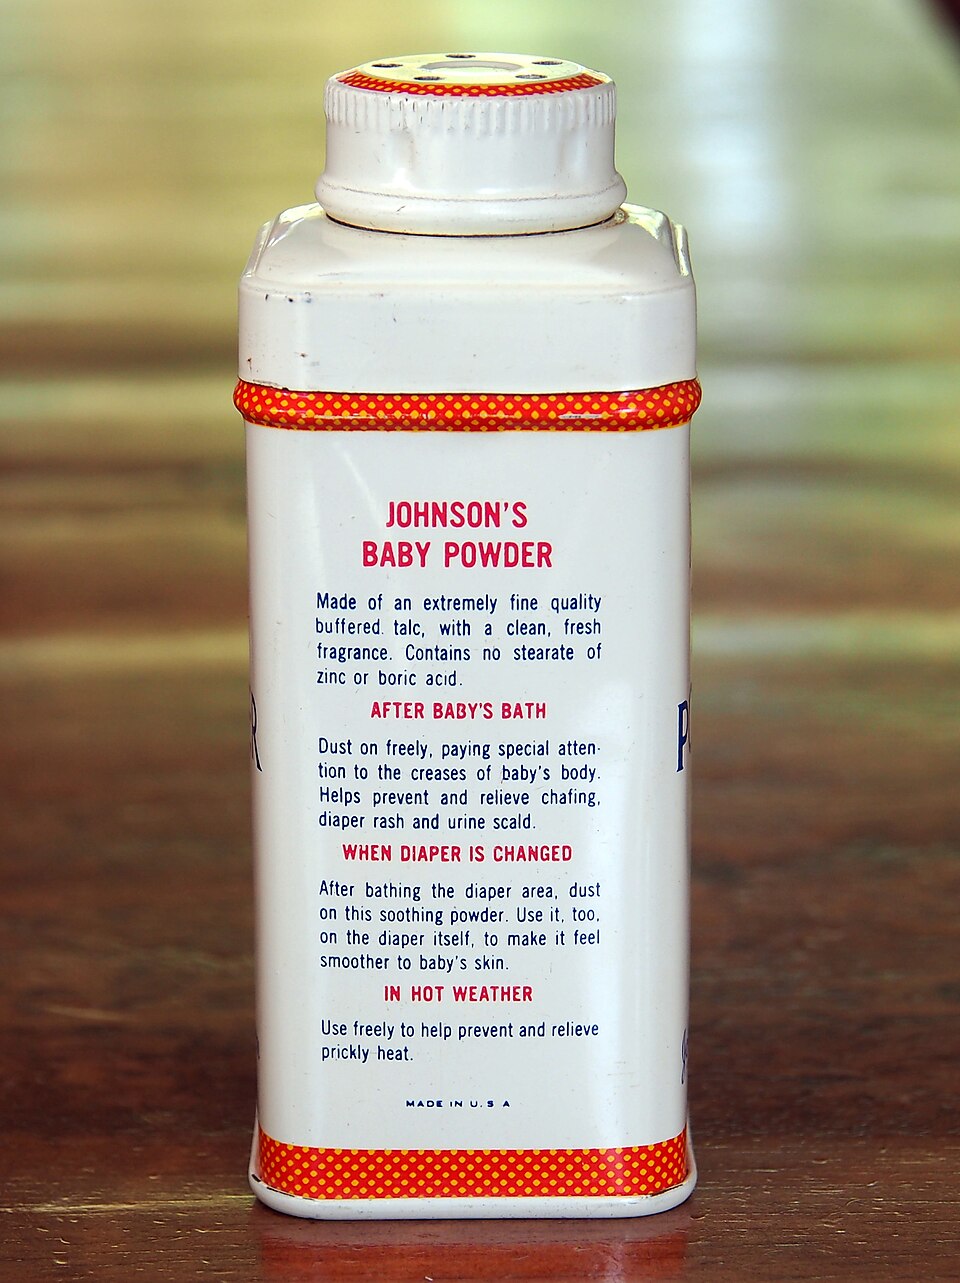 JOHNSON'S
BABY POWDER
Made of an extremely fine quality
buffered talc, with a clean, fresh
fragrance. Contains no stearate of
zinc or boric acid.
AFTER BABY'S BATH
Dust on freely, paying special atten-
tion to the creases of baby's body.
Helps prevent and relieve chafing,
diaper rash and urine scald.
WHEN DIAPER IS CHANGED
After bathing the diaper area, dust
on this soothing powder. Use it, too,
on the diaper itself, to make it feel
smoother to baby's skin.
IN HOT WEATHER
Use freely to help prevent and relieve
prickly heat.
MADE IN U. S A